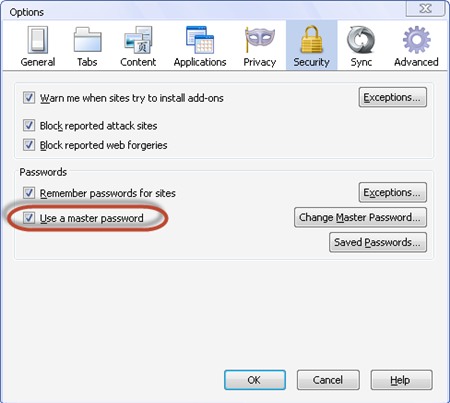 Options
General Tabs Content Applications Privacy Security Sync Advanced
Warn me when sites try to install add-ons Exceptions...
Block reported attack sites
Block reported web forgeries
Passwords
Remember passwords for sites Exceptions...
Use a master password Change Master Password...
Saved Passwords...
OK Cancel Help